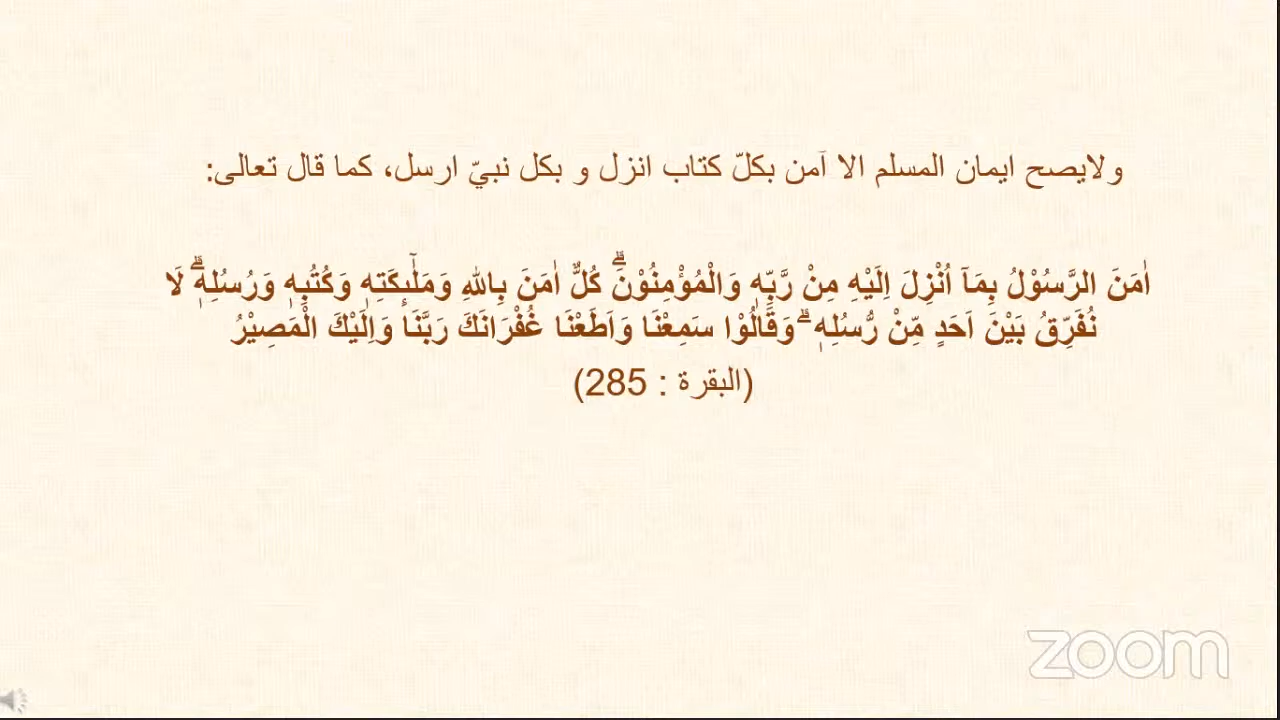 ولايصح ايمان المسلم الا آمن بكلّ كتاب انزل و بكل نبيّ ارسل، كما قال تعالى:
اٰمَنَ الرَّسُوْلُ بِمَآ اُنْزِلَ اِلَيْهِ مِنْ رَّبِّهٖ وَالْمُؤْمِنُوْنَۗ كُلٌّ اٰمَنَ بِاللّٰهِ وَمَلٰۤىِٕكَتِهٖ وَكُتُبِهٖ وَرُسُلِهٖۗ لَا
نُفَرِّقُ بَيْنَ اَحَدٍ مِّنْ رُّسُلِهٖ ۗ وَقَالُوْا سَمِعْنَا وَاَطَعْنَا غُفْرَانَكَ رَبَّنَا وَاِلَيْكَ الْمَصِيْرُ
(البقرة : 285)
zoom